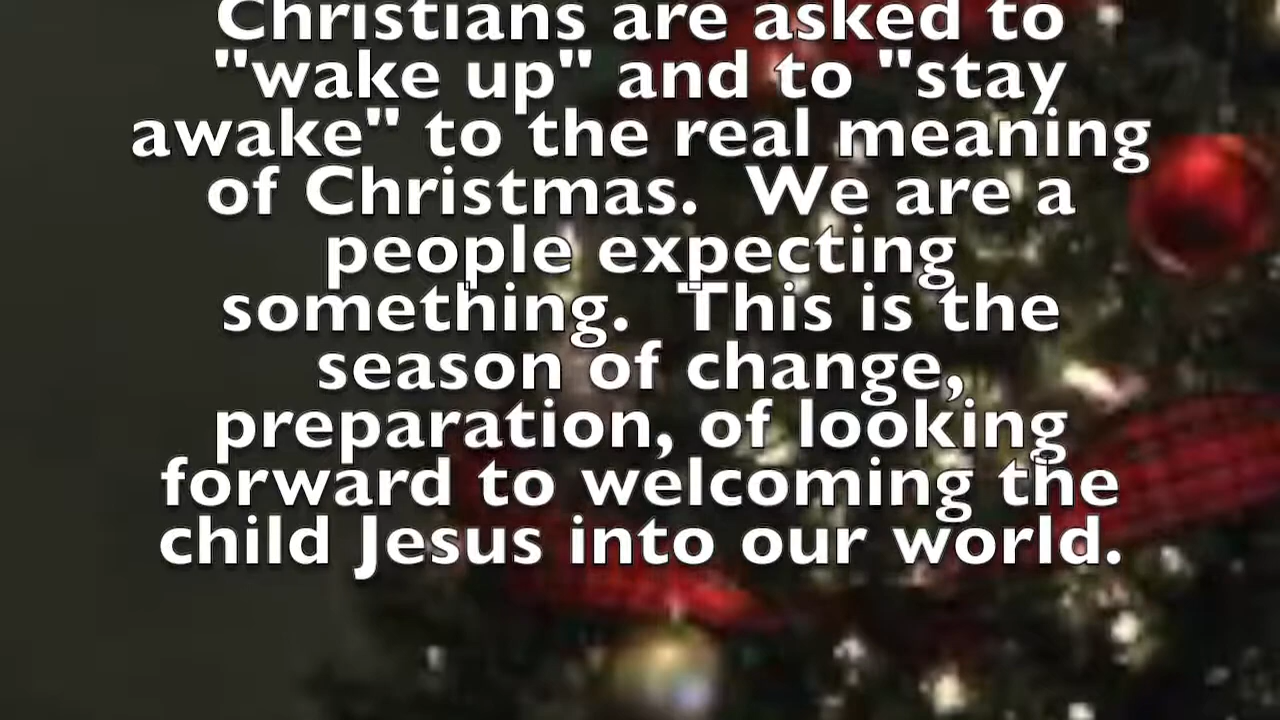 Christians are asked to
"wake up" and to "stay
awake" to the real meaning
of Christmas.  We are a
people expecting
something.  This is the
season of change,
preparation, of looking
forward to welcoming the
child Jesus into our world.